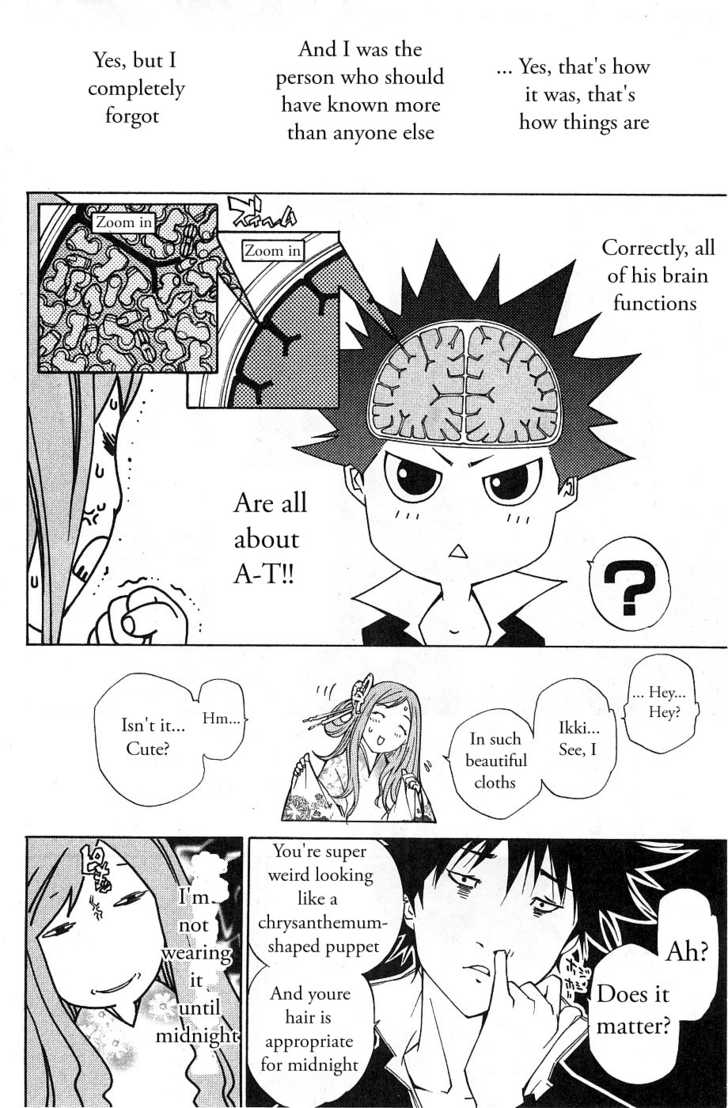 ... Yes, that's how
it was, that's
how things are
And I was the
person who should
have known more
than anyone else
Yes, but I
completely
forgot
Correctly, all
of his brain
functions
Zoom in
Zoom in
Are all
about
A-T!!
?
... Hey...
Hey?
Ikki...
See, I
In such
beautiful
cloths
Hm...
Isn't it...
Cute?
Ah?
Does it
matter?
You're super
weird looking
like a
chrysanthemum-
shaped puppet
And youre
hair is
appropriate
for midnight
I'm
not
wearing
it
until
midnight